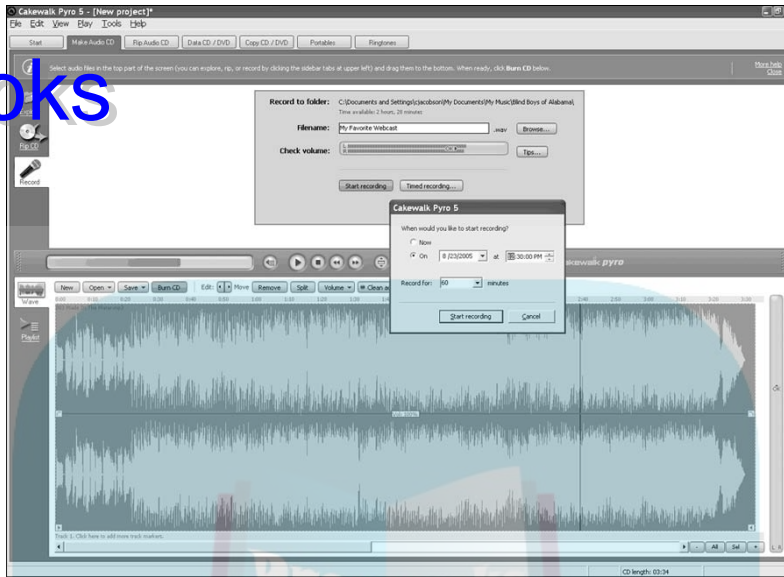 Cakewalk Pyro 5 - [New project]*
File Edit View Play Tools Help
Start Make Audio CD Rip Audio CD Data CD / DVD Copy CD / DVD Portables Ringtones
Select audio files in the top part of the screen (you can explore, rip, or record by clicking the sidebar tabs at upper left) and drag them to the bottom. When ready, click Burn CD below.
More help
Close
oks
Rip CD
Record
Record to folder: C:\Documents and Settings\cjacobson\My Documents\My Music\Blind Boys of Alabama\
Time available: 2 hours, 20 minutes
Filename: My Favorite Webcast .wav Browse...
Check volume: L R Tips...
Start recording Timed recording...
Cakewalk Pyro 5
When would you like to start recording?
Now
On 8 /23/2005 at :30:00 PM
Record for: 60 minutes
Start recording Cancel
cakewalk pyro
New Open Save Burn CD Edit: Move Remove Split Volume Clean
Wave
Playlist
Track 1. Click here to add more track markers.
- All Sel + L R
CD length: 03:34